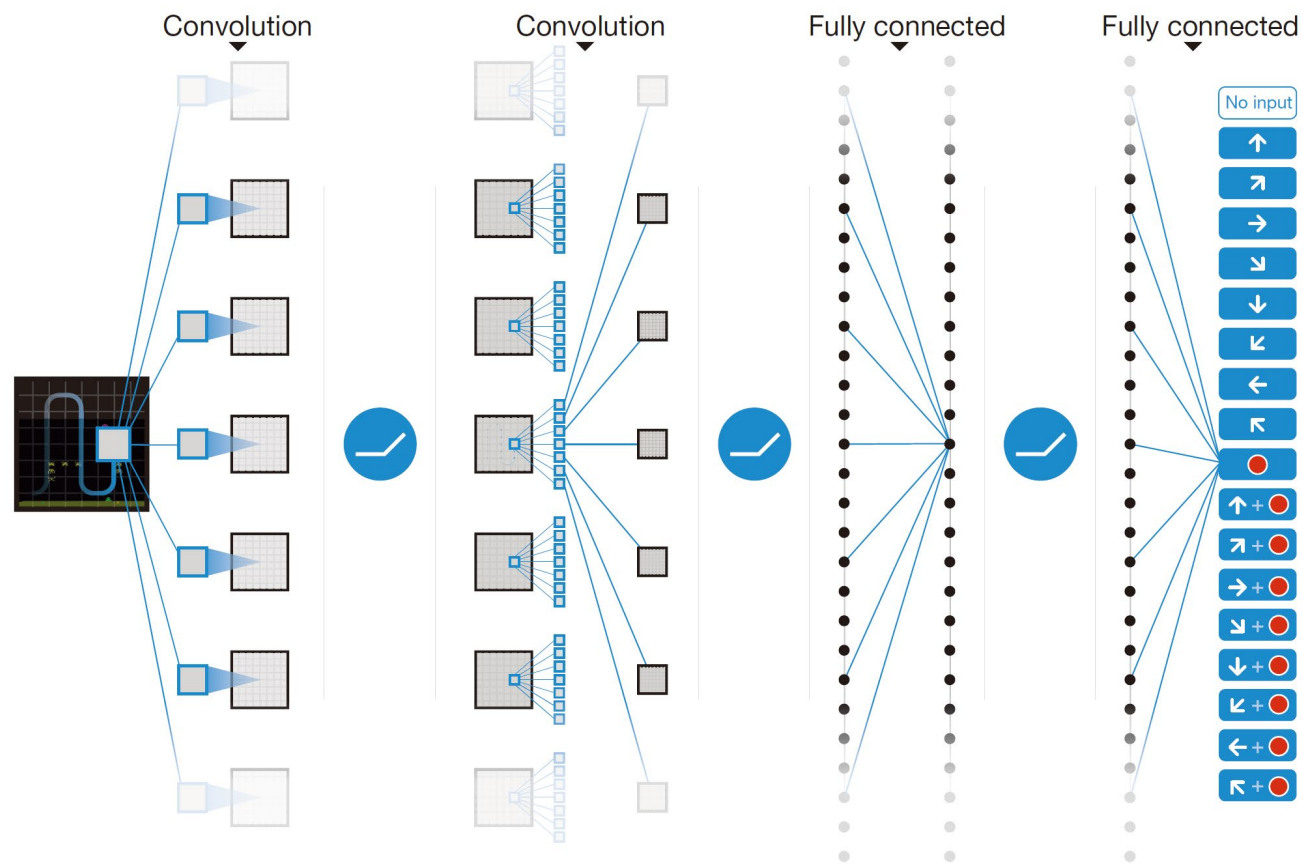 Convolution
Convolution
Fully connected
Fully connected
No input
+
+
+
+
+
+
+
+